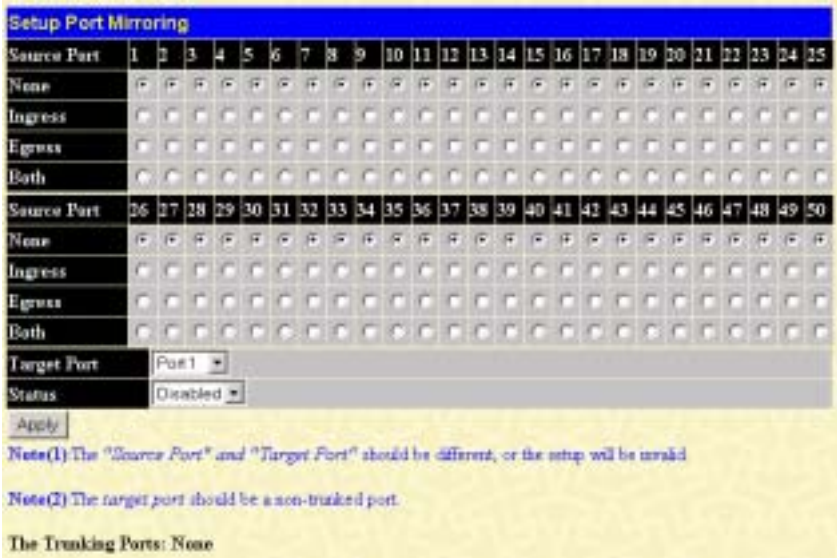 Setup Port Mirroring
Source Port 1 2 3 4 5 6 7 8 9 10 11 12 13 14 15 16 17 18 19 20 21 22 23 24 25
None
Ingress
Egress
Both
Source Port 26 27 28 29 30 31 32 33 34 35 36 37 38 39 40 41 42 43 44 45 46 47 48 49 50
None
Ingress
Egress
Both
Target Port Port1
Status Disabled
Apply
Note(1) The "Source Port" and "Target Port" should be different, or the setup will be invalid
Note(2) The target port should be a non-trunked port.
The Trunking Ports: None